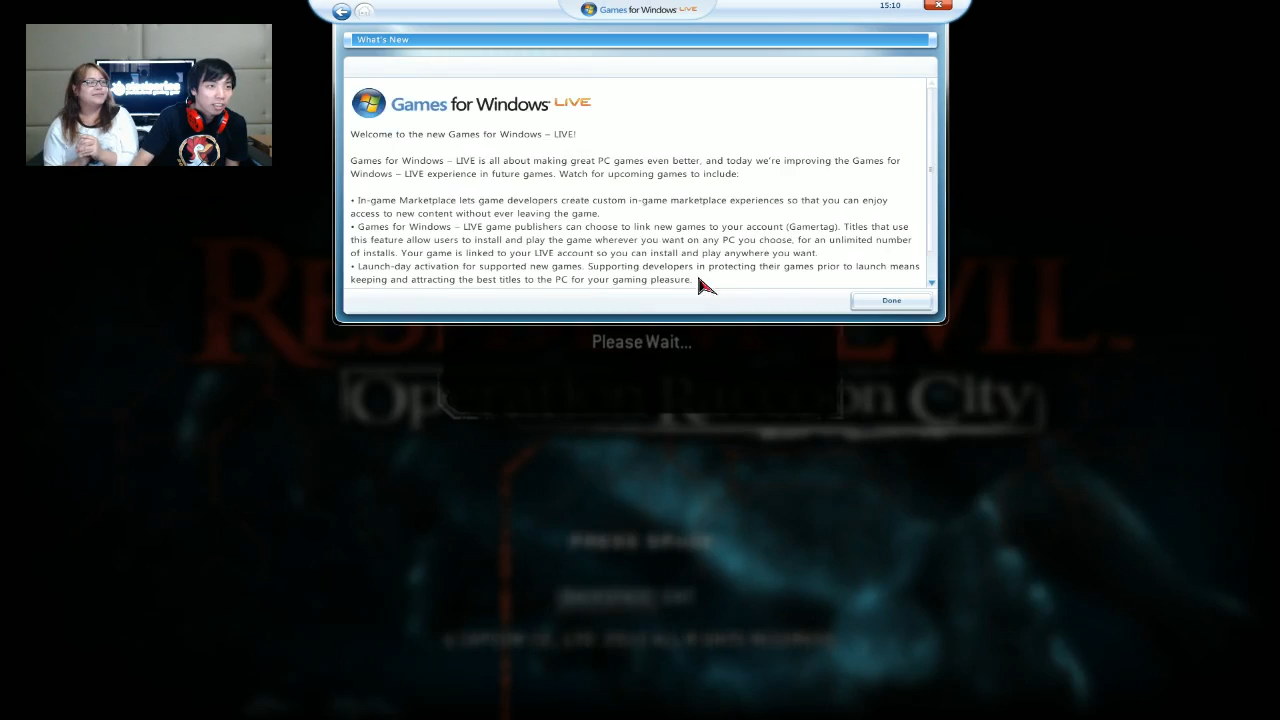 Games for Windows LIVE
15:10
What's New
Games for Windows LIVE
Welcome to the new Games for Windows – LIVE!
Games for Windows – LIVE is all about making great PC games even better, and today we're improving the Games for
Windows – LIVE experience in future games. Watch for upcoming games to include:
• In-game Marketplace lets game developers create custom in-game marketplace experiences so that you can enjoy
access to new content without ever leaving the game.
• Games for Windows – LIVE game publishers can choose to link new games to your account (Gamertag). Titles that use
this feature allow users to install and play the game wherever you want on any PC you choose, for an unlimited number
of installs. Your game is linked to your LIVE account so you can install and play anywhere you want.
• Launch-day activation for supported new games. Supporting developers in protecting their games prior to launch means
keeping and attracting the best titles to the PC for your gaming pleasure.
Done
Please Wait...
RESIDENT EVIL
Operation Raccoon City
PRESS SPACE